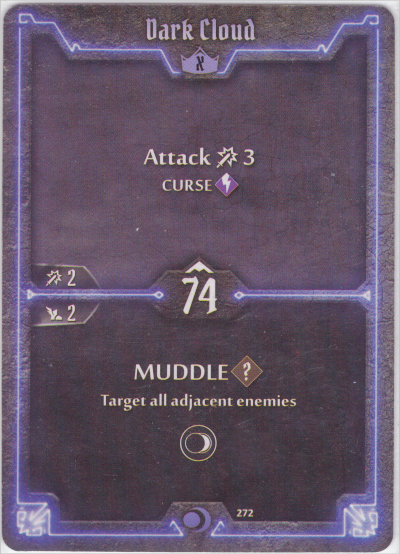 Dark Cloud
X
Attack 3
CURSE
2
74
2
MUDDLE ?
Target all adjacent enemies
272